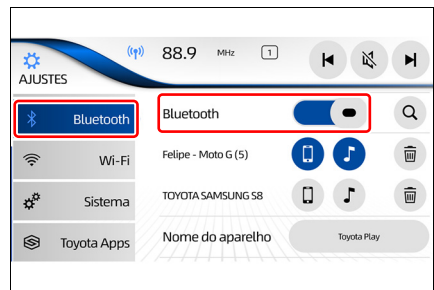 88.9 MHz 1
AJUSTES
Bluetooth
Bluetooth
Wi-Fi
Felipe - Moto G (5)
Sistema
TOYOTA SAMSUNG S8
Toyota Apps
Nome do aparelho
Toyota Play